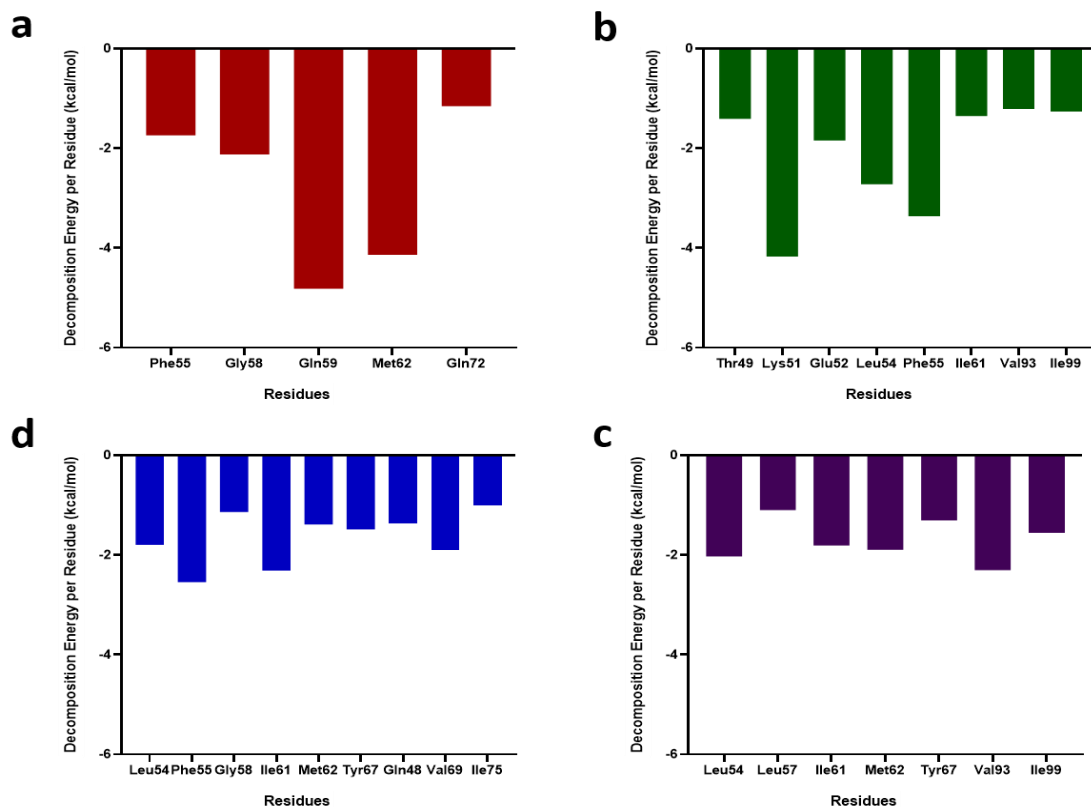 a
Decomposition Energy per Residue (kcal/mol)
0
-2
-4
-6
Phe55 Gly58 Gln59 Met62 Gln72
Residues
b
Decomposition Energy per Residue (kcal/mol)
0
-2
-4
-6
Thr49 Lys51 Glu52 Leu54 Phe55 Ile61 Val93 Ile99
Residues
d
Decomposition Energy per Residue (kcal/mol)
0
-2
-4
-6
Leu54 Phe55 Gly58 Ile61 Met62 Tyr67 Gln48 Val69 Ile75
Residues
c
Decomposition Energy per Residue (kcal/mol)
0
-2
-4
-6
Leu54 Leu57 Ile61 Met62 Tyr67 Val93 Ile99
Residues